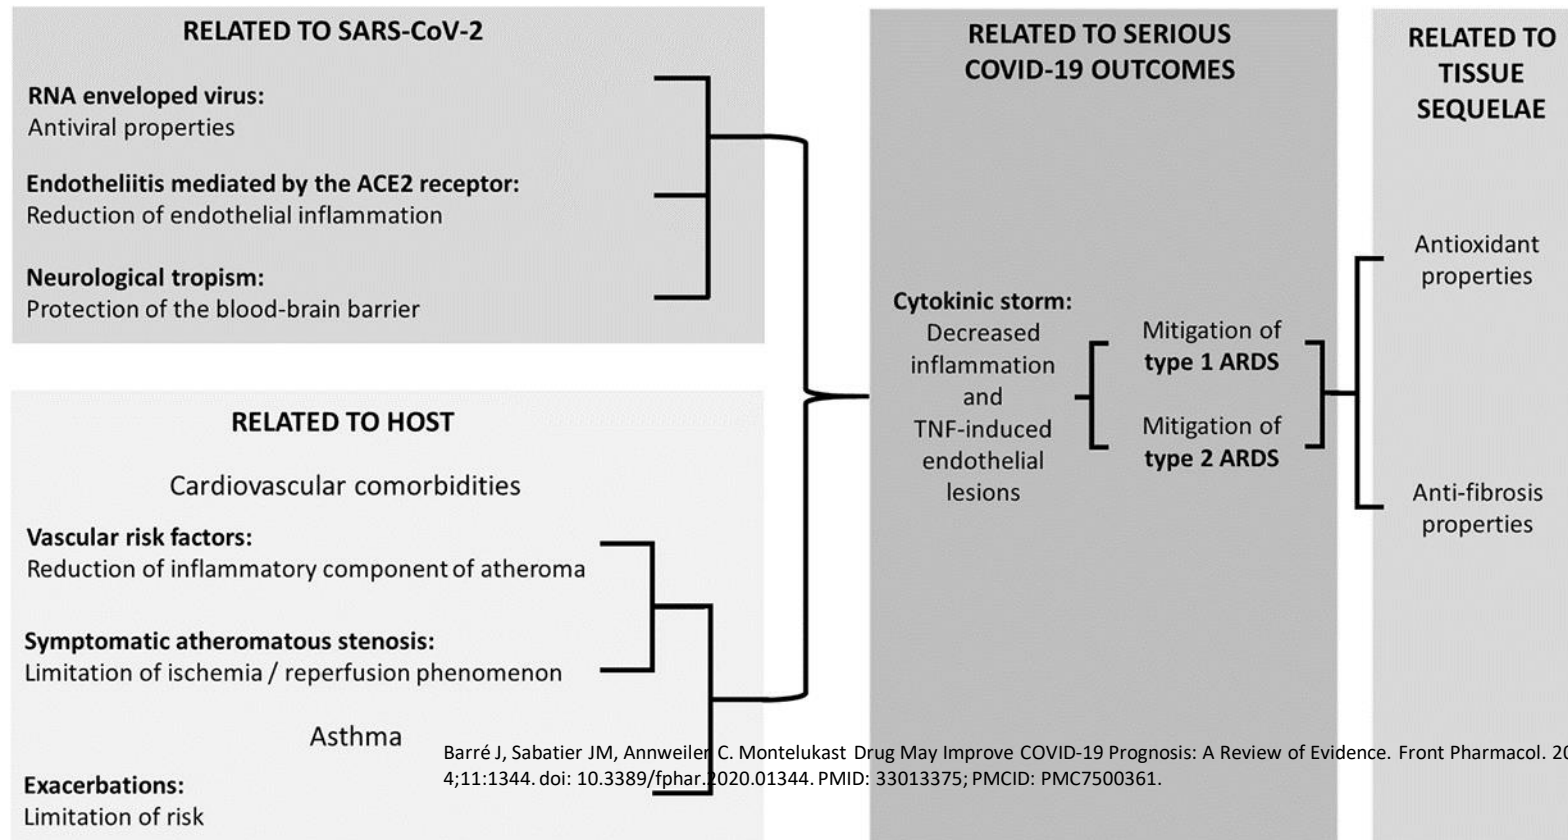 RELATED TO SARS-CoV-2
RNA enveloped virus:
Antiviral properties
Endotheliitis mediated by the ACE2 receptor:
Reduction of endothelial inflammation
Neurological tropism:
Protection of the blood-brain barrier
RELATED TO HOST
Cardiovascular comorbidities
Vascular risk factors:
Reduction of inflammatory component of atheroma
Symptomatic atheromatous stenosis:
Limitation of ischemia / reperfusion phenomenon
Asthma
Exacerbations:
Limitation of risk
RELATED TO SERIOUS
COVID-19 OUTCOMES
Cytokinic storm:
Decreased
inflammation
and
TNF-induced
endothelial
lesions
Mitigation of
type 1 ARDS
Mitigation of
type 2 ARDS
RELATED TO
TISSUE
SEQUELAE
Antioxidant
properties
Anti-fibrosis
properties
Barré J, Sabatier JM, Annweiler C. Montelukast Drug May Improve COVID-19 Prognosis: A Review of Evidence. Front Pharmacol. 20
4;11:1344. doi: 10.3389/fphar.2020.01344. PMID: 33013375; PMCID: PMC7500361.